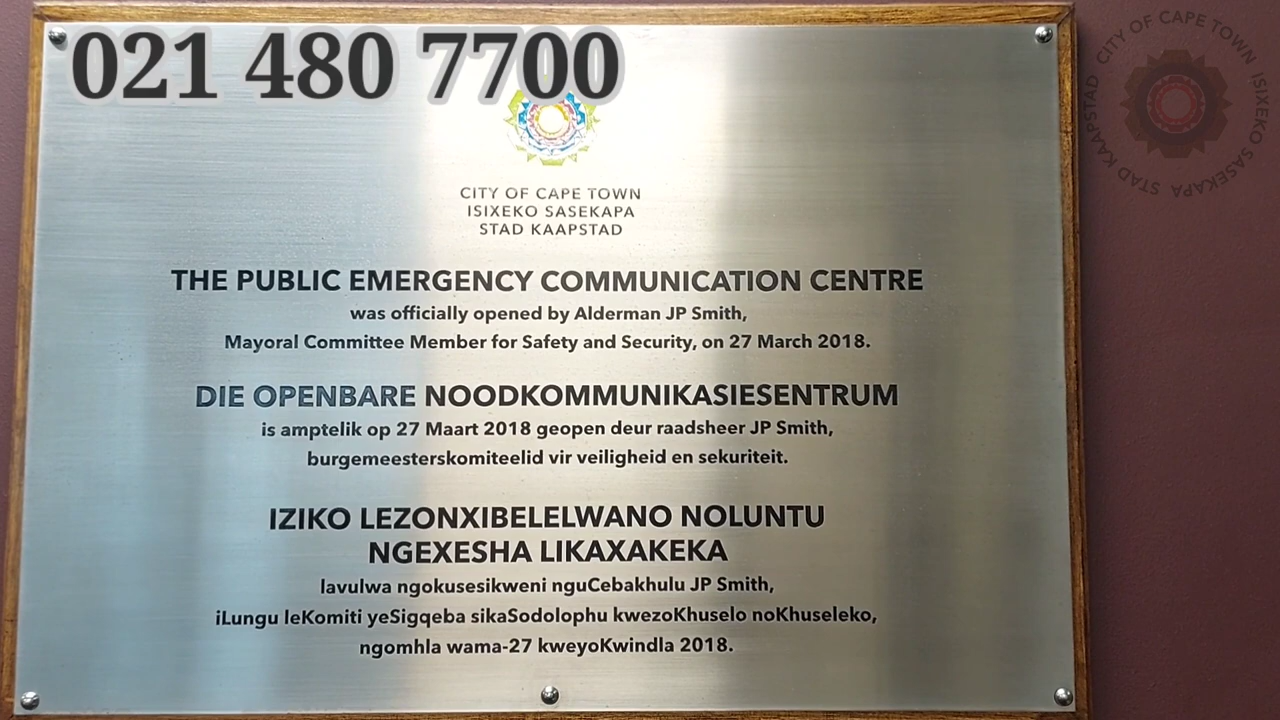 021 480 7700
CITY OF CAPE TOWN
ISIXEKO SASEKAPA
STAD KAAPSTAD
THE PUBLIC EMERGENCY COMMUNICATION CENTRE
was officially opened by Alderman JP Smith,
Mayoral Committee Member for Safety and Security, on 27 March 2018.
DIE OPENBARE NOODKOMMUNIKASIESENTRUM
is amptelik op 27 Maart 2018 geopen deur raadsheer JP Smith,
burgemeesterskomiteelid vir veiligheid en sekuriteit.
IZIKO LEZONXIBELELWANO NOLUNTU
NGEXESHA LIKAXAKEKA
lavulwa ngokusesikweni nguCebakhulu JP Smith,
iLungu leKomiti yeSigqeba sikaSodolophu kwezoKhuselo noKhuseleko,
ngomhla wama-27 kweyoKwindla 2018.
CITY OF CAPE TOWN ISIXEKO SASEKAPA STAD KAAPSTAD